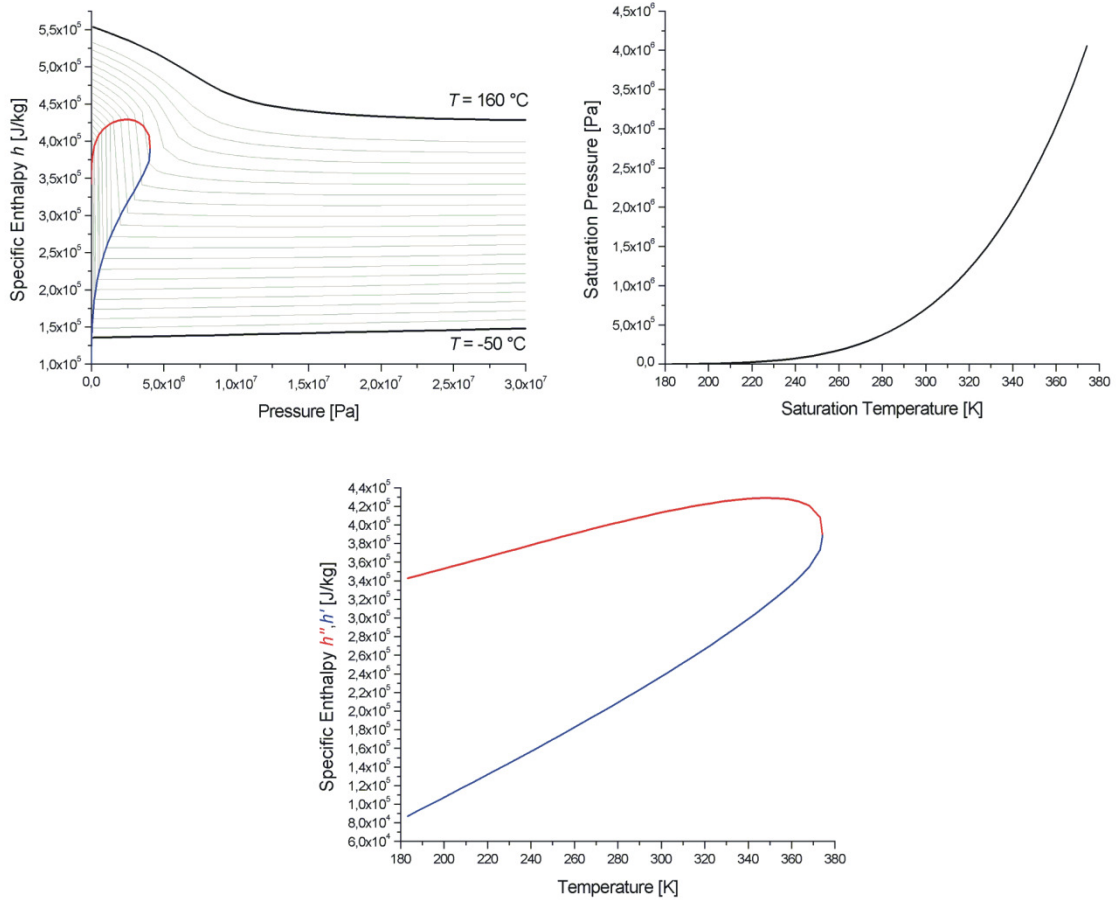 Specific Enthalpy h [J/kg]
5,5x10⁵
5,0x10⁵
4,5x10⁵
4,0x10⁵
3,5x10⁵
3,0x10⁵
2,5x10⁵
2,0x10⁵
1,5x10⁵
1,0x10⁵
T = 160 °C
T = -50 °C
0,0 5,0x10⁶ 1,0x10⁷ 1,5x10⁷ 2,0x10⁷ 2,5x10⁷ 3,0x10⁷
Pressure [Pa]
Saturation Pressure [Pa]
4,5x10⁶
4,0x10⁶
3,5x10⁶
3,0x10⁶
2,5x10⁶
2,0x10⁶
1,5x10⁶
1,0x10⁶
5,0x10⁵
0,0
180 200 220 240 260 280 300 320 340 360 380
Saturation Temperature [K]
Specific Enthalpy h",h' [J/kg]
4,4x10⁵
4,2x10⁵
4,0x10⁵
3,8x10⁵
3,6x10⁵
3,4x10⁵
3,2x10⁵
3,0x10⁵
2,8x10⁵
2,6x10⁵
2,4x10⁵
2,2x10⁵
2,0x10⁵
1,8x10⁵
1,6x10⁵
1,4x10⁵
1,2x10⁵
1,0x10⁵
8,0x10⁴
6,0x10⁴
180 200 220 240 260 280 300 320 340 360 380
Temperature [K]